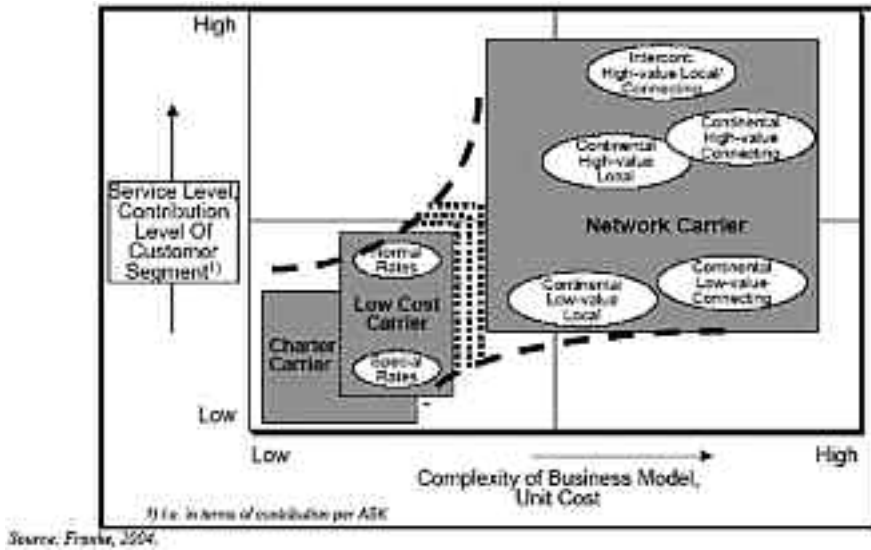 High
Intercont.
High-value Local/
Connecting
Continental
High-value
Connecting
Continental
High-value
Local
Service Level,
Contribution
Level Of
Customer
Segment1)
Network Carrier
Normal
Rates
Continental
Low-value
Connecting
Continental
Low-value
Local
Low Cost
Carrier
Charter
Carrier
Special
Rates
Low
Low
High
Complexity of Business Model,
Unit Cost
1) i.e. in terms of contribution per ASK
Source: Franke, 2004.